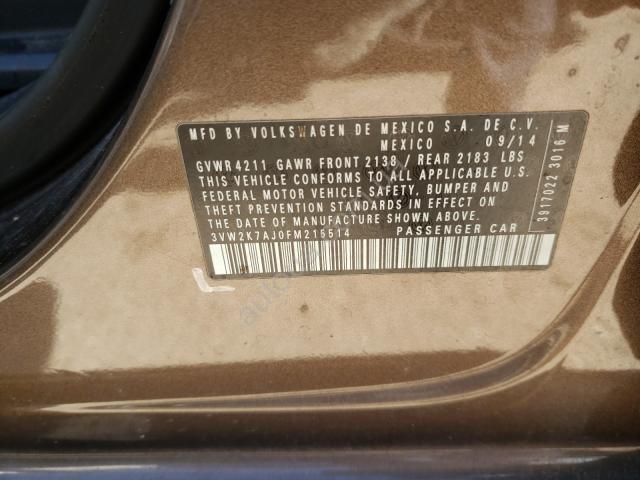 MFD BY VOLKSWAGEN DE MEXICO S.A. DE C.V.
MEXICO 09/14
GVWR 4211 GAWR FRONT 2138 / REAR 2183 LBS
THIS VEHICLE CONFORMS TO ALL APPLICABLE U.S.
FEDERAL MOTOR VEHICLE SAFETY, BUMPER AND
THEFT PREVENTION STANDARDS IN EFFECT ON
THE DATE OF MANUFACTURE SHOWN ABOVE.
3VW2K7AJ0FM215514 PASSENGER CAR
3917022 3016 M